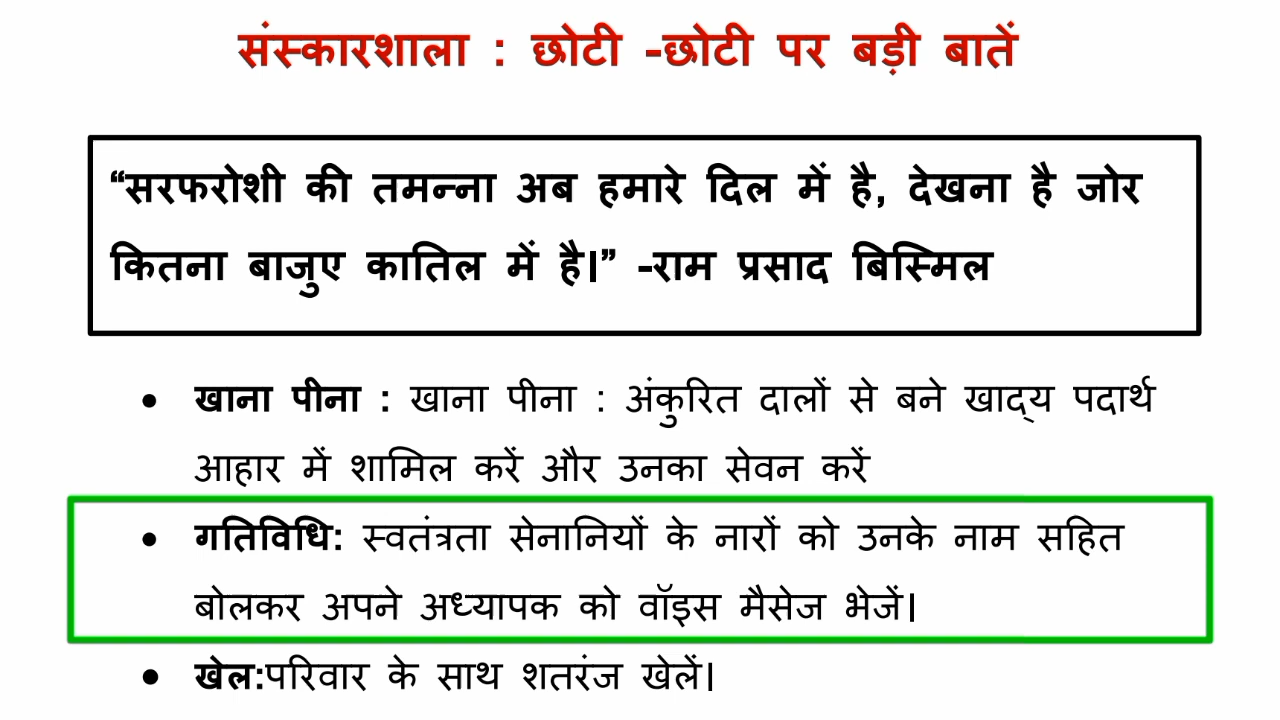 संस्कारशाला : छोटी -छोटी पर बड़ी बातें
“सरफरोशी की तमन्ना अब हमारे दिल में है, देखना है जोर
कितना बाजुए कातिल में है।” -राम प्रसाद बिस्मिल
• खाना पीना : खाना पीना : अंकुरित दालों से बने खाद्य पदार्थ
आहार में शामिल करें और उनका सेवन करें
• गतिविधि: स्वतंत्रता सेनानियों के नारों को उनके नाम सहित
बोलकर अपने अध्यापक को वॉइस मैसेज भेजें।
• खेल:परिवार के साथ शतरंज खेलें।